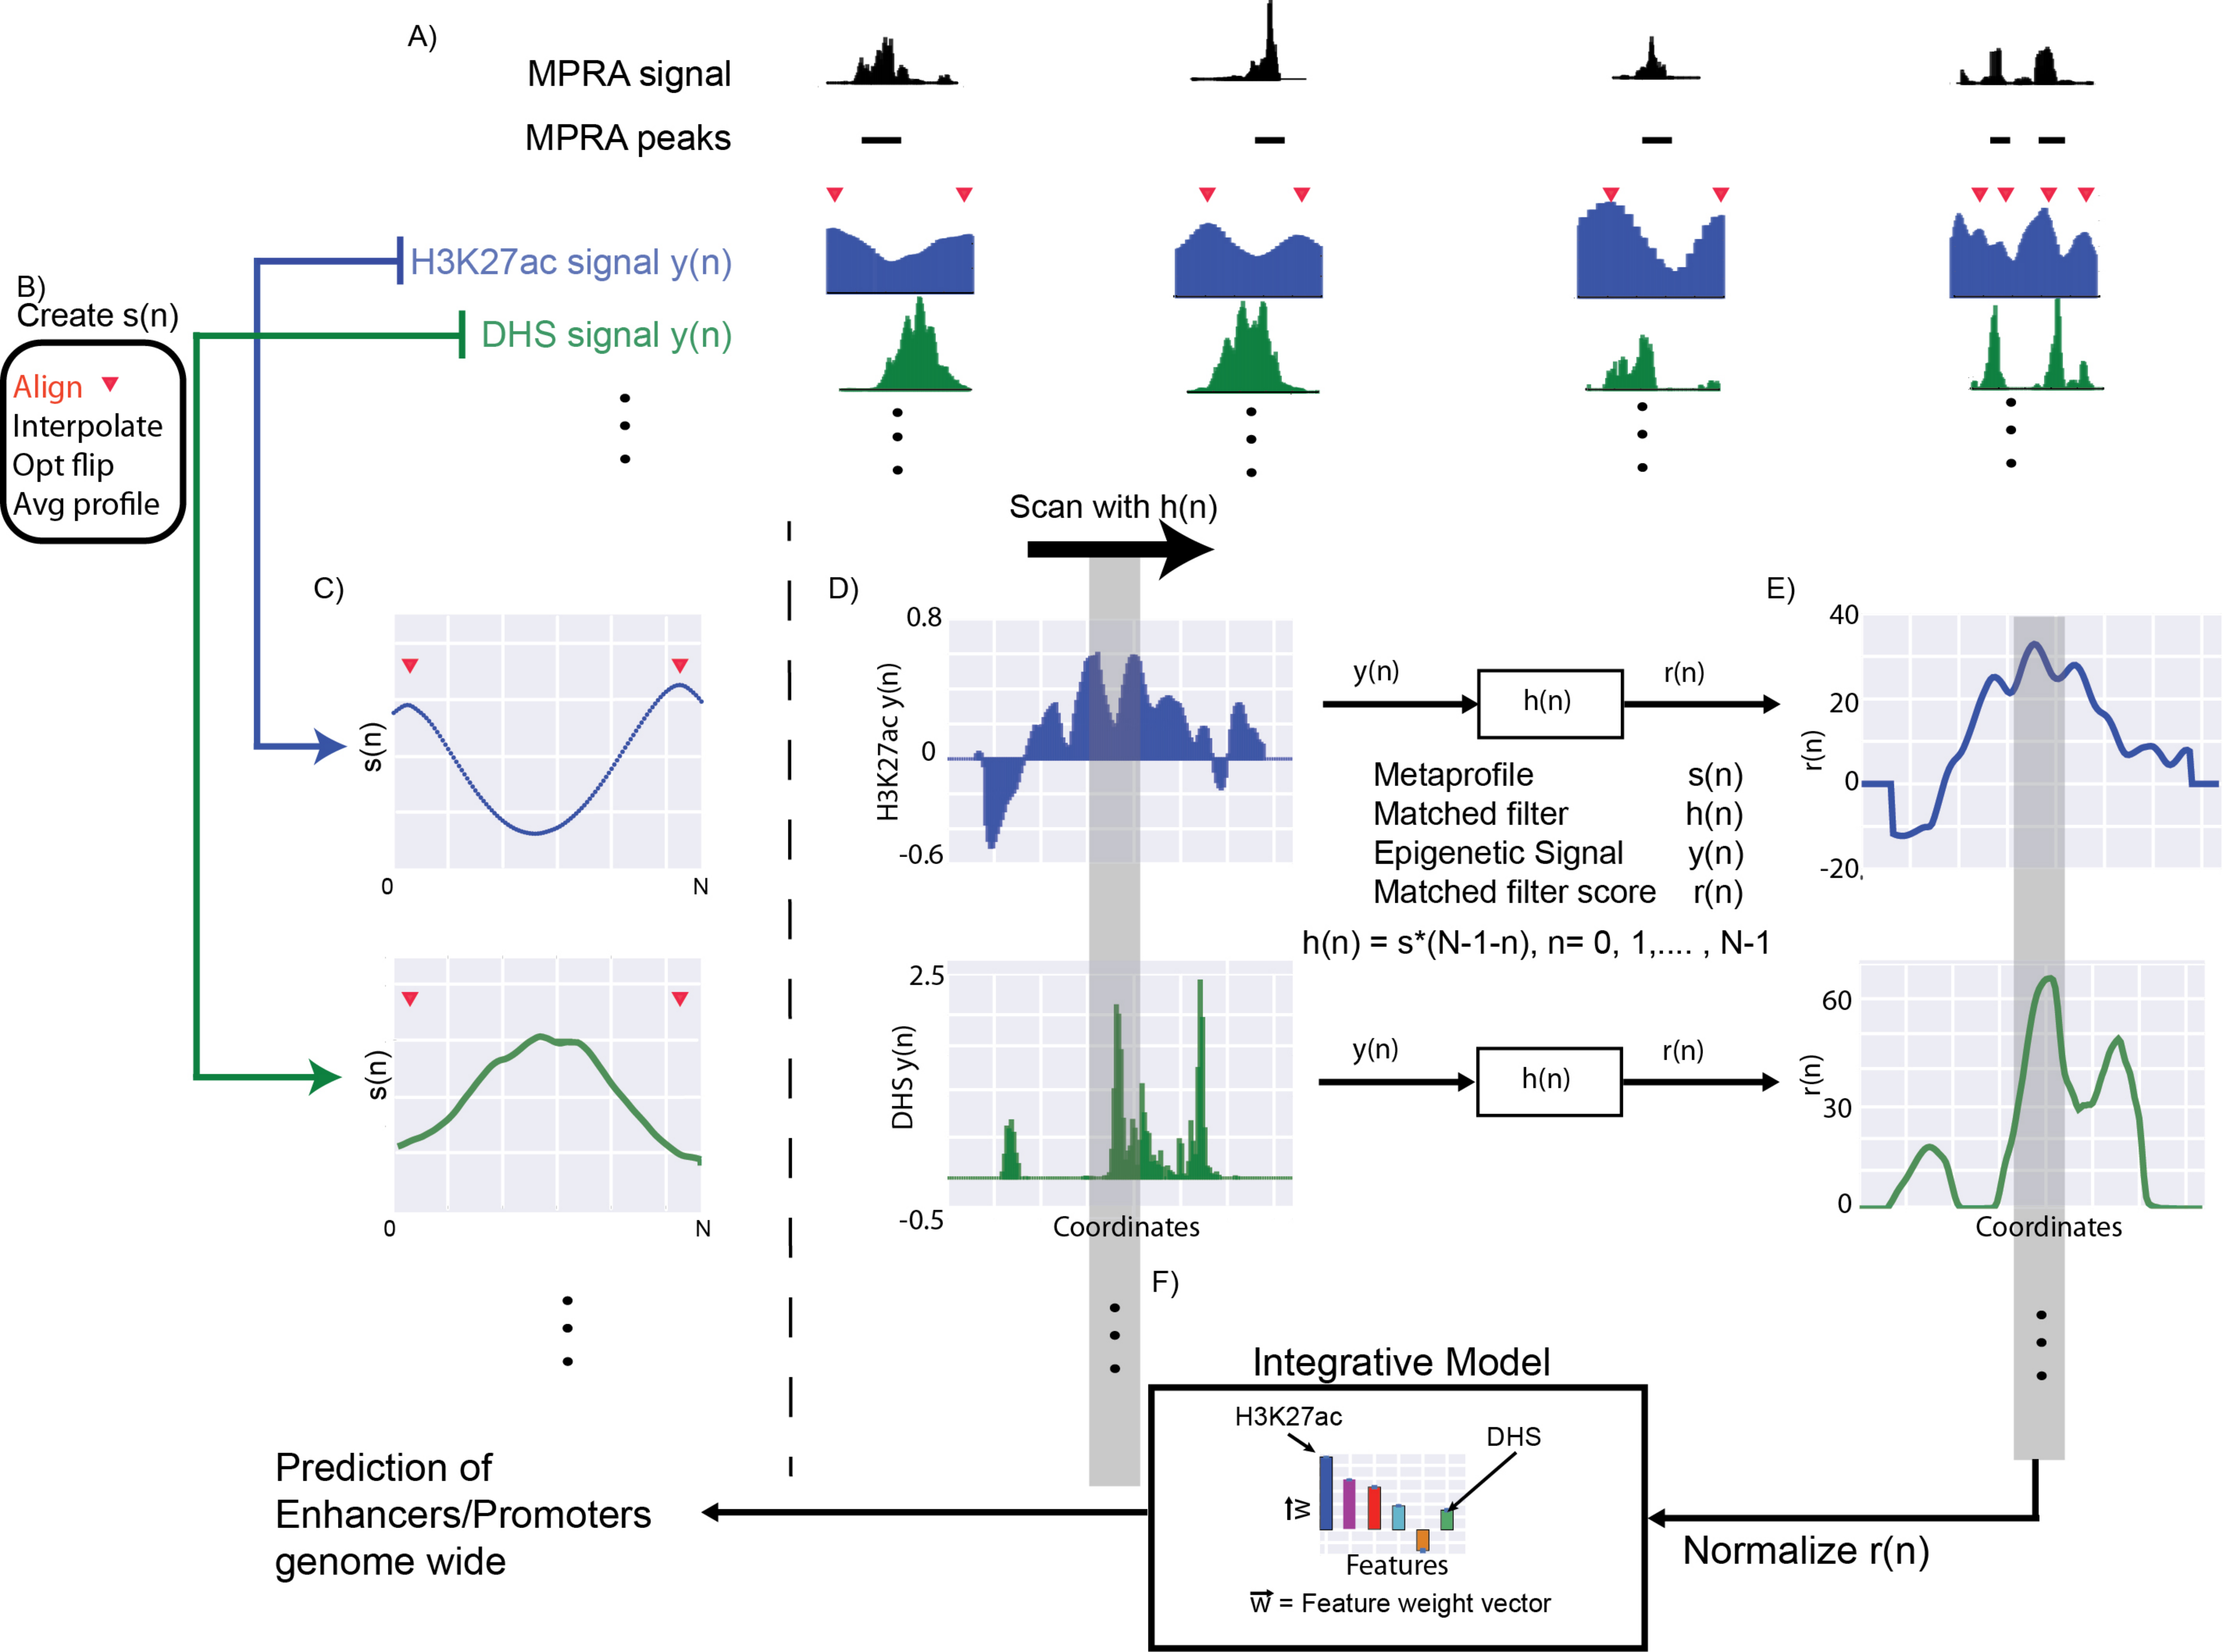 A)
MPRA signal
MPRA peaks
H3K27ac signal y(n)
DHS signal y(n)
B)
Create s(n)
Align
Interpolate
Opt flip
Avg profile
C)
s(n)
0 N
s(n)
0 N
Scan with h(n)
D)
0.8
0
-0.6
H3K27ac y(n)
2.5
-0.5
DHS y(n)
Coordinates
y(n) h(n) r(n)
Metaprofile s(n)
Matched filter h(n)
Epigenetic Signal y(n)
Matched filter score r(n)
h(n) = s*(N-1-n), n= 0, 1,.... , N-1
y(n) h(n) r(n)
E)
40
20
0
-20
r(n)
60
30
0
r(n)
Coordinates
F)
Integrative Model
H3K27ac
DHS
w
Features
w = Feature weight vector
Normalize r(n)
Prediction of
Enhancers/Promoters
genome wide